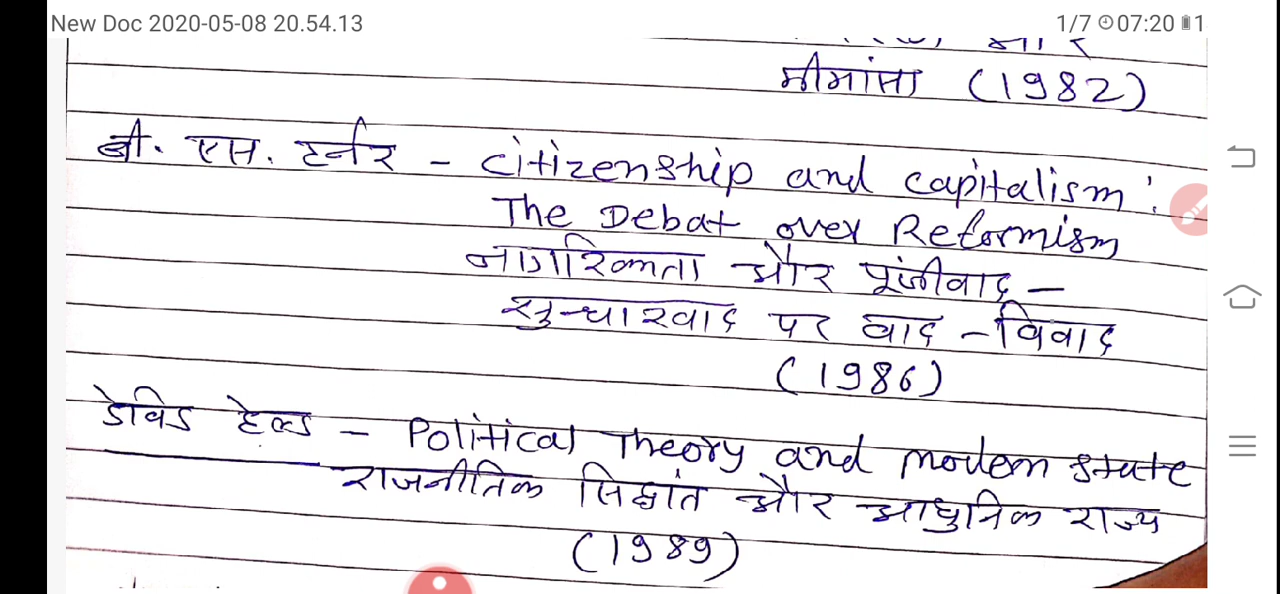 New Doc 2020-05-08 20.54.13
1/7 07:20 1
और
मीमांसा (1982)
बी. एस. टर्नर - Citizenship and Capitalism:
The Debat over Reformism
नागरिकता और पूंजीवाद -
सुधारवाद पर वाद-विवाद
(1986)
डेविड हेल्ड - Political Theory and modern state
राजनीतिक सिद्धांत और आधुनिक राज्य
(1989)